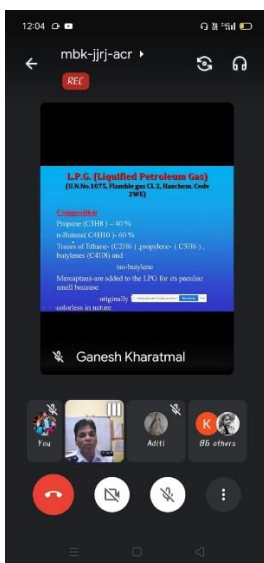 12:04
mbk-jjrj-acr
REC
L.P.G. (Liquified Petroleum Gas)
(U.N.No.1075, Flamble gas Cl. 2, Hazchem. Code
2WE)
Composition
Propane (C3H8 ) – 40 %
n-Butane( C4H10 )- 60 %
Traces of Ethane- (C2H6 ) ,propylene- ( C3H6 ) ,
butylenes (C4H8) and
iso-butylene
Mercaptans are added to the LPG for its peculiar
smell because
originally
colorless in nature.
Ganesh Kharatmal
You
Aditi
K
86 others